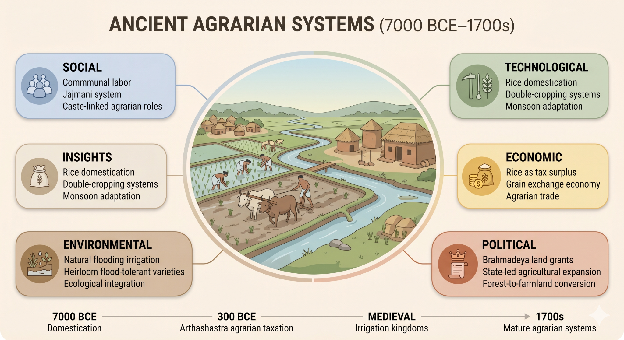 ANCIENT AGRARIAN SYSTEMS (7000 BCE–1700s)
SOCIAL
Communal labor
Jajmani system
Caste-linked agrarian roles
TECHNOLOGICAL
Rice domestication
Double-cropping systems
Monsoon adaptation
INSIGHTS
Rice domestication
Double-cropping systems
Monsoon adaptation
ECONOMIC
Rice as tax surplus
Grain exchange economy
Agrarian trade
ENVIRONMENTAL
Natural flooding irrigation
Heirloom flood-tolerant varieties
Ecological integration
POLITICAL
Brahmadeya land grants
State led agricultural expansion
Forest-to-farmland conversion
7000 BCE
Domestication
300 BCE
Arthashastra agrarian taxation
MEDIEVAL
Irrigation kingdoms
1700s
Mature agrarian systems